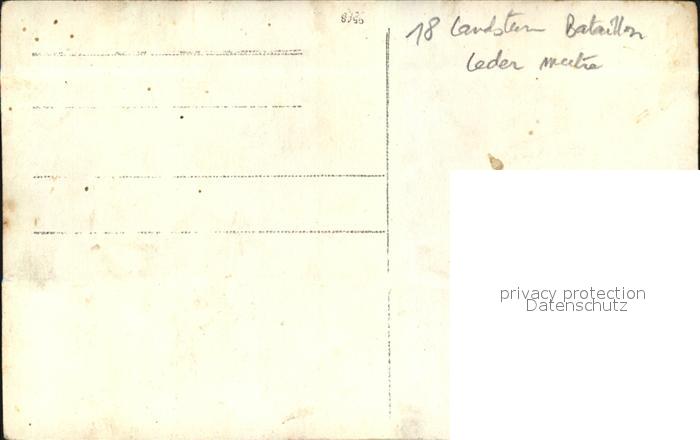 18 Landsturm Bataillon
Leder
privacy protection
Datenschutz